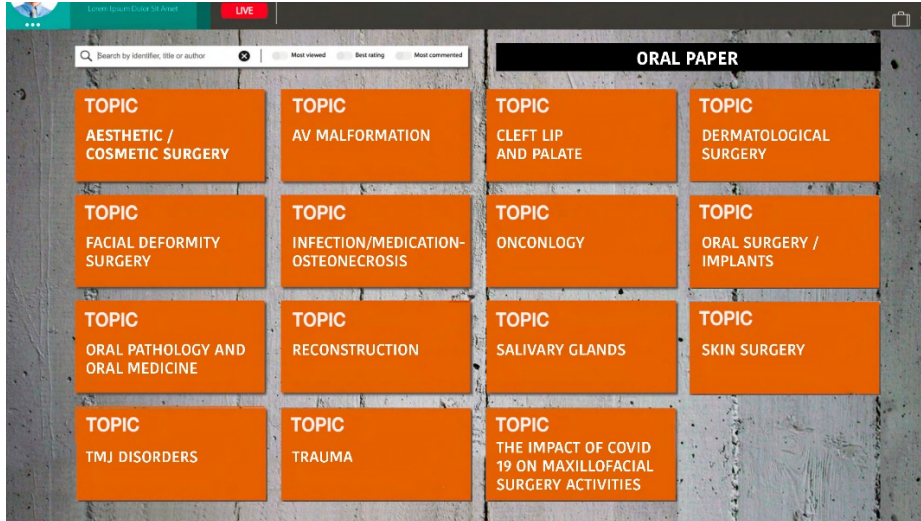 Lorem Ipsum Dolor Sit Amet
LIVE
Search by identifier, title or author
Most viewed
Best rating
Most commented
ORAL PAPER
TOPIC
AESTHETIC /
COSMETIC SURGERY
TOPIC
AV MALFORMATION
TOPIC
CLEFT LIP
AND PALATE
TOPIC
DERMATOLOGICAL
SURGERY
TOPIC
FACIAL DEFORMITY
SURGERY
TOPIC
INFECTION/MEDICATION-
OSTEONECROSIS
TOPIC
ONCONLOGY
TOPIC
ORAL SURGERY /
IMPLANTS
TOPIC
ORAL PATHOLOGY AND
ORAL MEDICINE
TOPIC
RECONSTRUCTION
TOPIC
SALIVARY GLANDS
TOPIC
SKIN SURGERY
TOPIC
TMJ DISORDERS
TOPIC
TRAUMA
TOPIC
THE IMPACT OF COVID
19 ON MAXILLOFACIAL
SURGERY ACTIVITIES